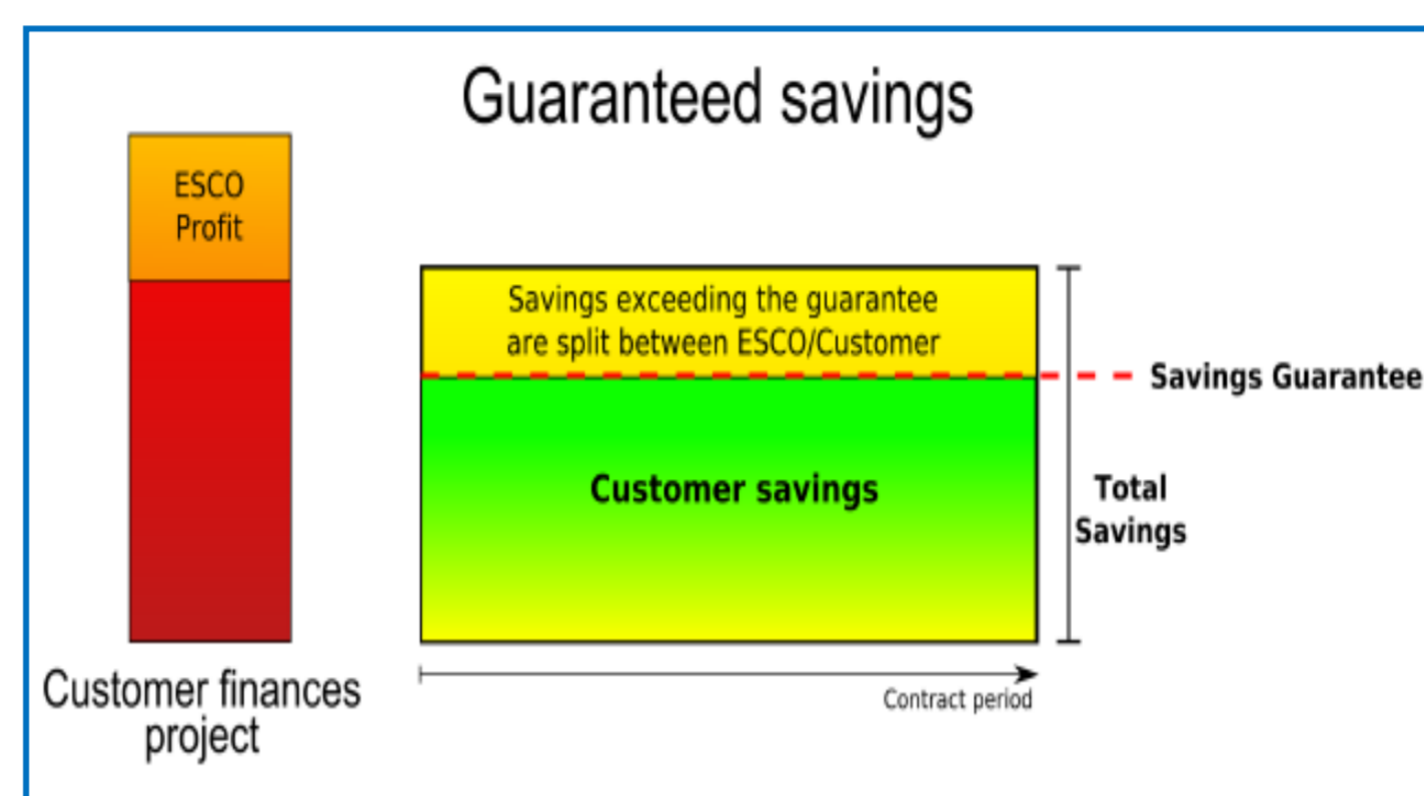 Guaranteed savings
ESCO
Profit
Savings exceeding the guarantee
are split between ESCO/Customer
Savings Guarantee
Customer savings
Total
Savings
Contract period
Customer finances
project